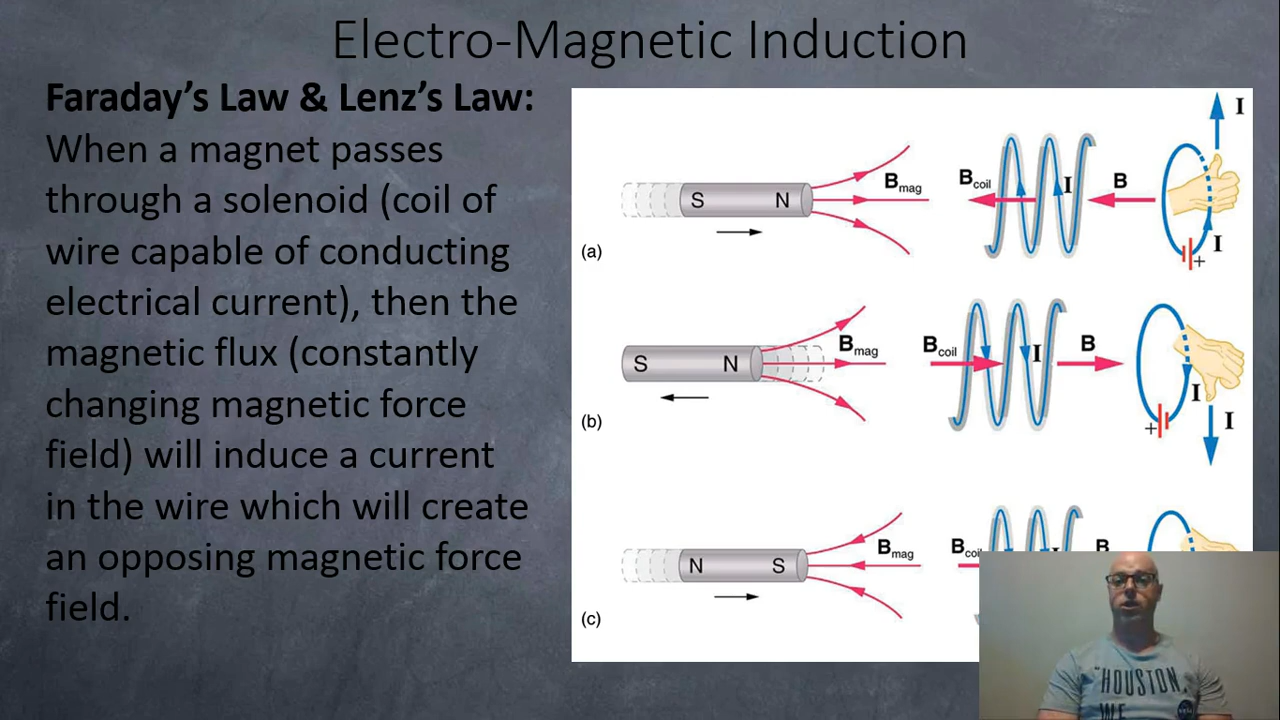 Electro-Magnetic Induction
Faraday's Law & Lenz's Law:
When a magnet passes
through a solenoid (coil of
wire capable of conducting
electrical current), then the
magnetic flux (constantly
changing magnetic force
field) will induce a current
in the wire which will create
an opposing magnetic force
field.
S N Bmag Bcoil I B I I +
(a)
S N Bmag Bcoil I B I I +
(b)
N S Bmag B
(c)
"HOUSTON,
WE